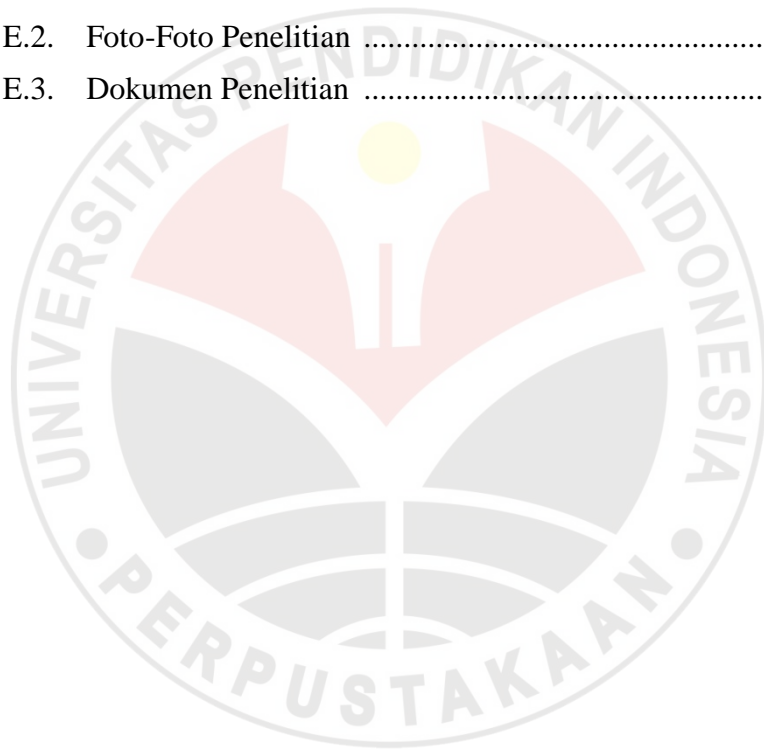 E.2. Foto-Foto Penelitian ..................................................
E.3. Dokumen Penelitian ..................................................
UNIVERSITAS PENDIDIKAN INDONESIA
PERPUSTAKAAN